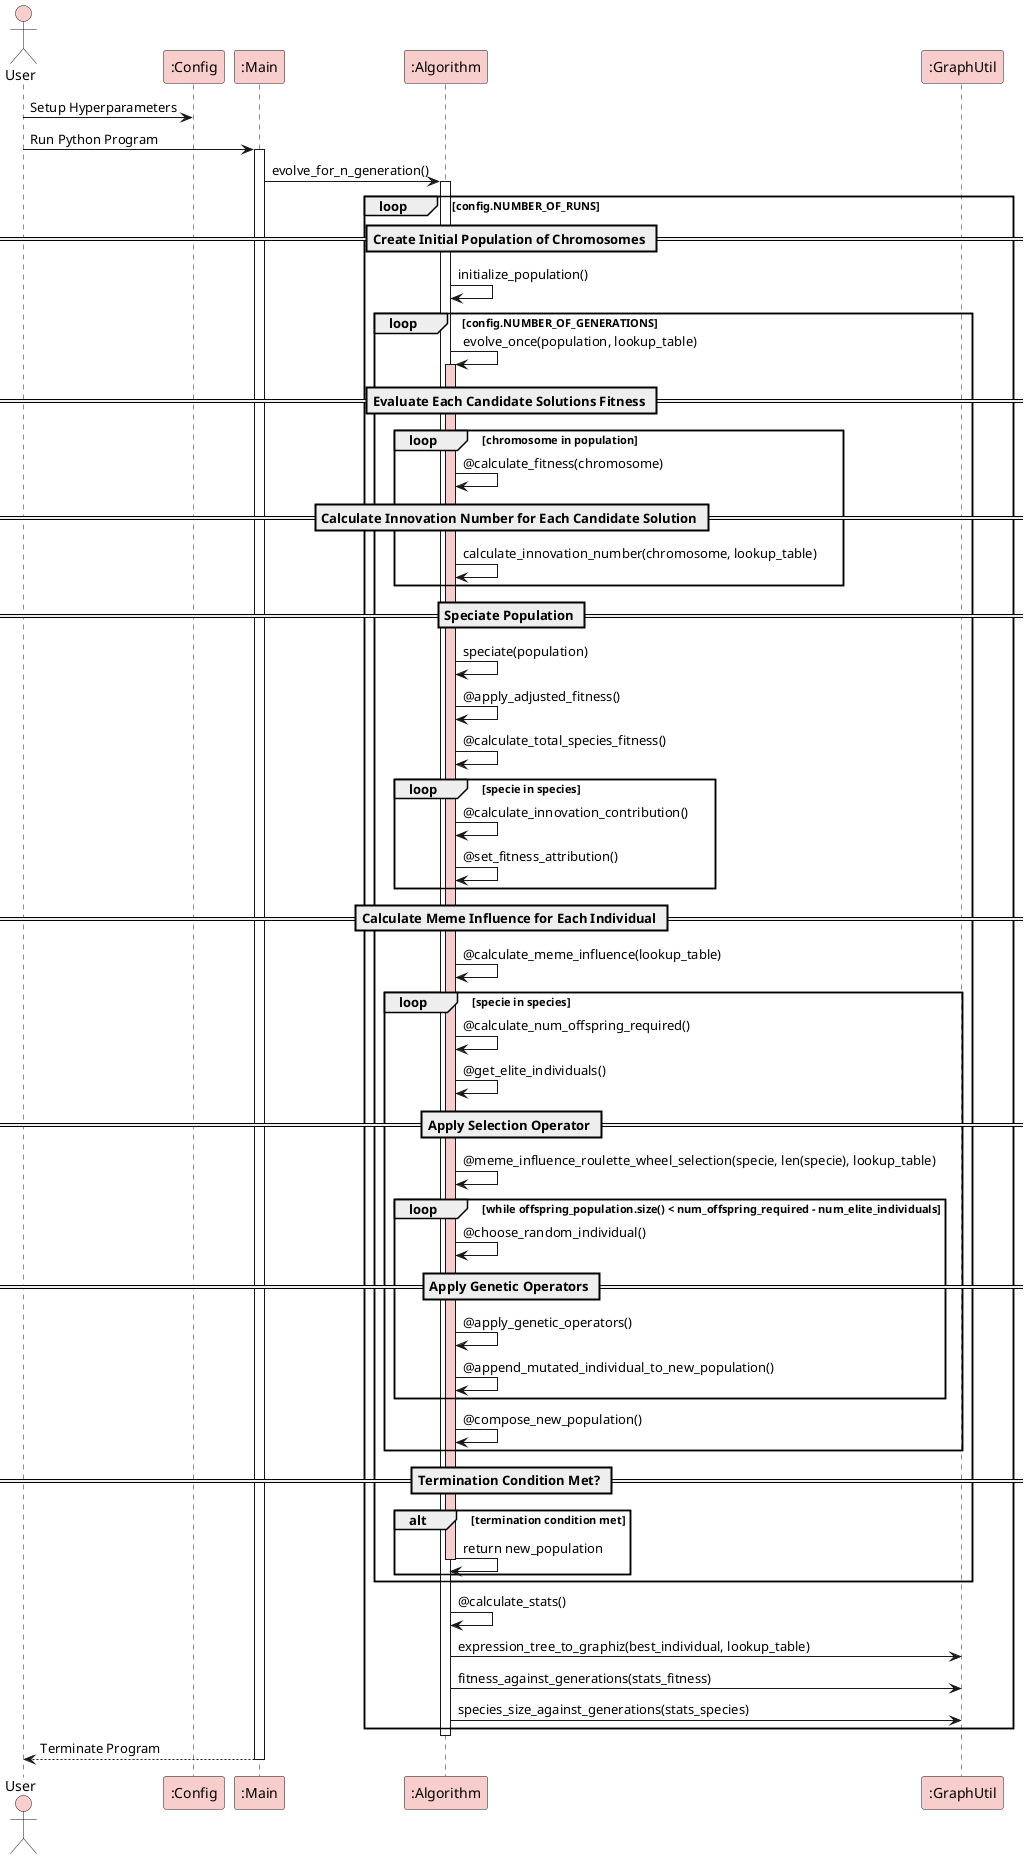 User
:Config
:Main
:Algorithm
:GraphUtil
Setup Hyperparameters
Run Python Program
evolve_for_n_generation()
loop [config.NUMBER_OF_RUNS]
Create Initial Population of Chromosomes
initialize_population()
loop [config.NUMBER_OF_GENERATIONS]
evolve_once(population, lookup_table)
Evaluate Each Candidate Solutions Fitness
loop [chromosome in population]
@calculate_fitness(chromosome)
Calculate Innovation Number for Each Candidate Solution
calculate_innovation_number(chromosome, lookup_table)
Speciate Population
speciate(population)
@apply_adjusted_fitness()
@calculate_total_species_fitness()
loop [specie in species]
@calculate_innovation_contribution()
@set_fitness_attribution()
Calculate Meme Influence for Each Individual
@calculate_meme_influence(lookup_table)
loop [specie in species]
@calculate_num_offspring_required()
@get_elite_individuals()
Apply Selection Operator
@meme_influence_roulette_wheel_selection(specie, len(specie), lookup_table)
loop [while offspring_population.size() < num_offspring_required - num_elite_individuals]
@choose_random_individual()
Apply Genetic Operators
@apply_genetic_operators()
@append_mutated_individual_to_new_population()
@compose_new_population()
Termination Condition Met?
alt [termination condition met]
return new_population
@calculate_stats()
expression_tree_to_graphiz(best_individual, lookup_table)
fitness_against_generations(stats_fitness)
species_size_against_generations(stats_species)
Terminate Program
User
:Config
:Main
:Algorithm
:GraphUtil